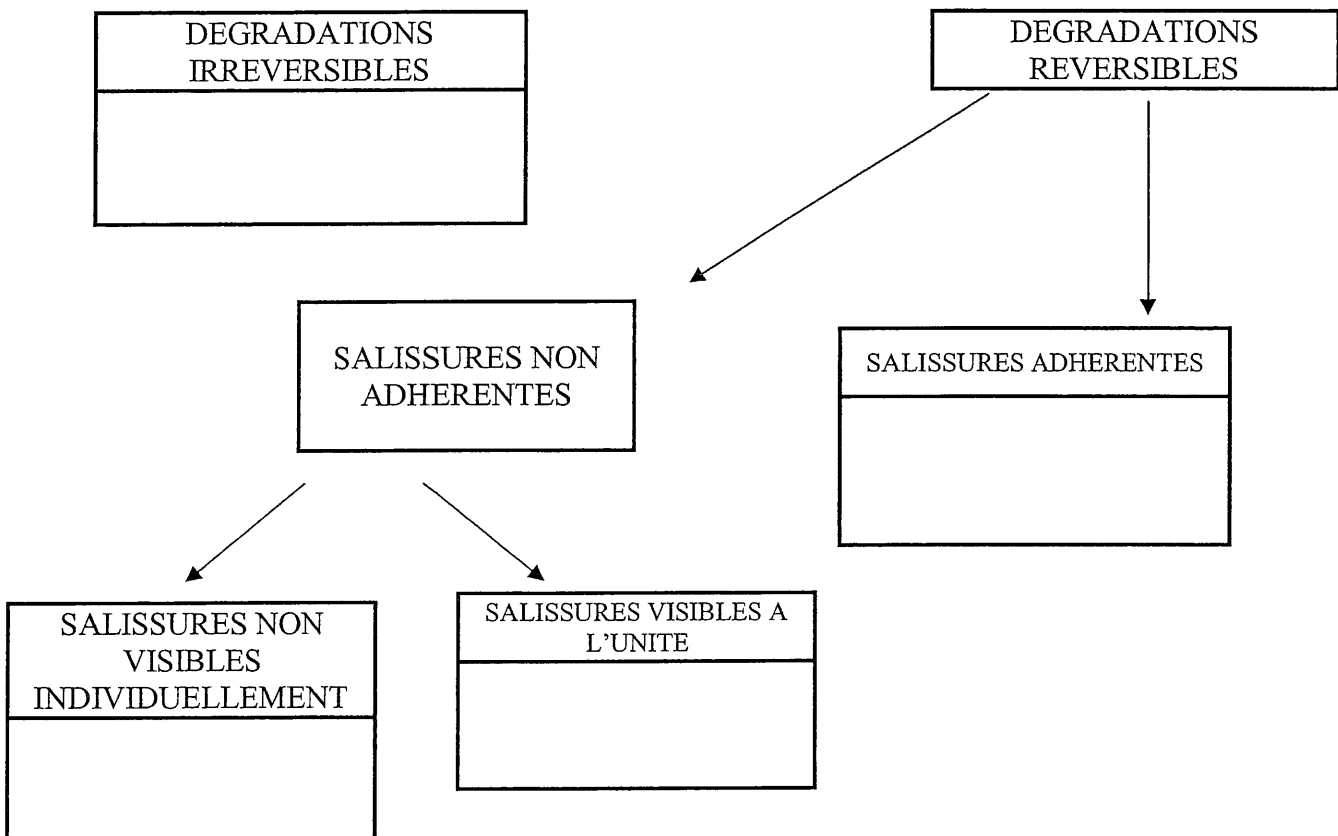 DEGRADATIONS
IRREVERSIBLES
DEGRADATIONS
REVERSIBLES
SALISSURES NON
ADHERENTES
SALISSURES ADHERENTES
SALISSURES NON
VISIBLES
INDIVIDUELLEMENT
SALISSURES VISIBLES A
L'UNITE